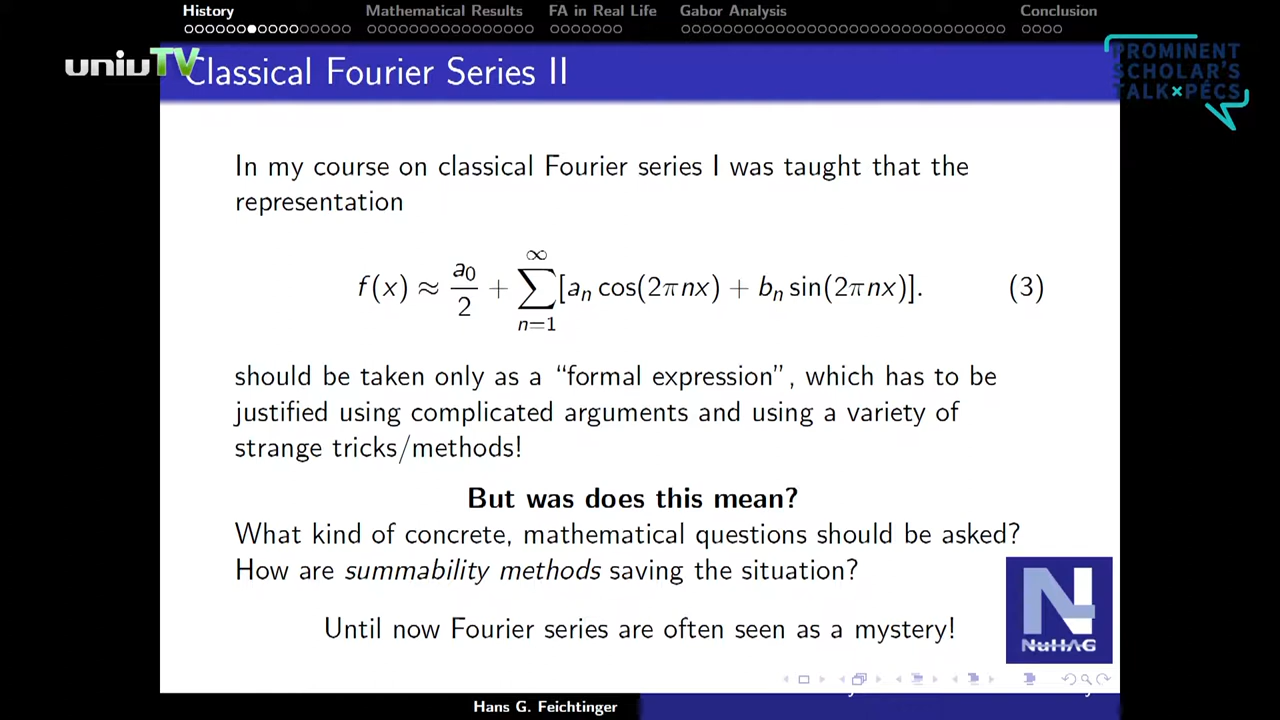 History Mathematical Results FA in Real Life Gabor Analysis Conclusion
univTV
Classical Fourier Series II
PROMINENT
SCHOLAR'S
TALK×PÉCS
In my course on classical Fourier series I was taught that the
representation
f(x) ≈ a₀/2 + ∑_{n=1}^{∞} [aₙ cos(2πnx) + bₙ sin(2πnx)]. (3)
should be taken only as a “formal expression”, which has to be
justified using complicated arguments and using a variety of
strange tricks/methods!
But was does this mean?
What kind of concrete, mathematical questions should be asked?
How are summability methods saving the situation?
Until now Fourier series are often seen as a mystery!
N
NuHAG
Hans G. Feichtinger